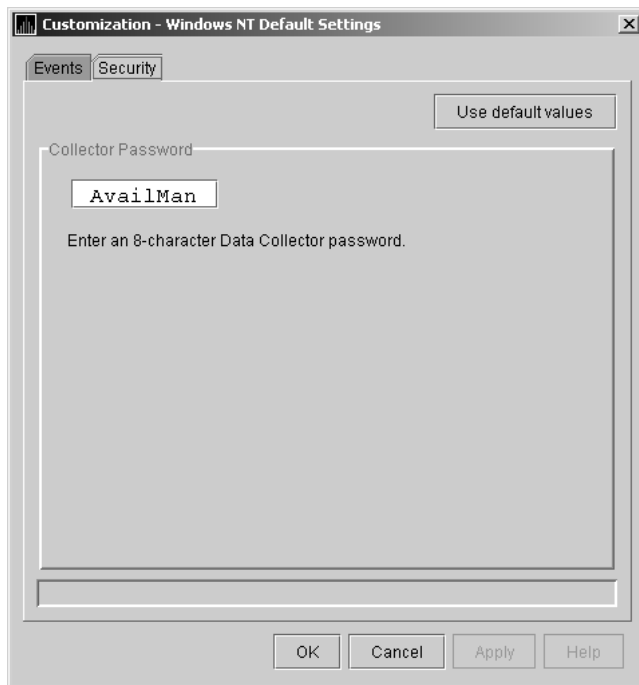 Customization - Windows NT Default Settings
Events Security
Use default values
Collector Password
AvailMan
Enter an 8-character Data Collector password.
OK Cancel Apply Help